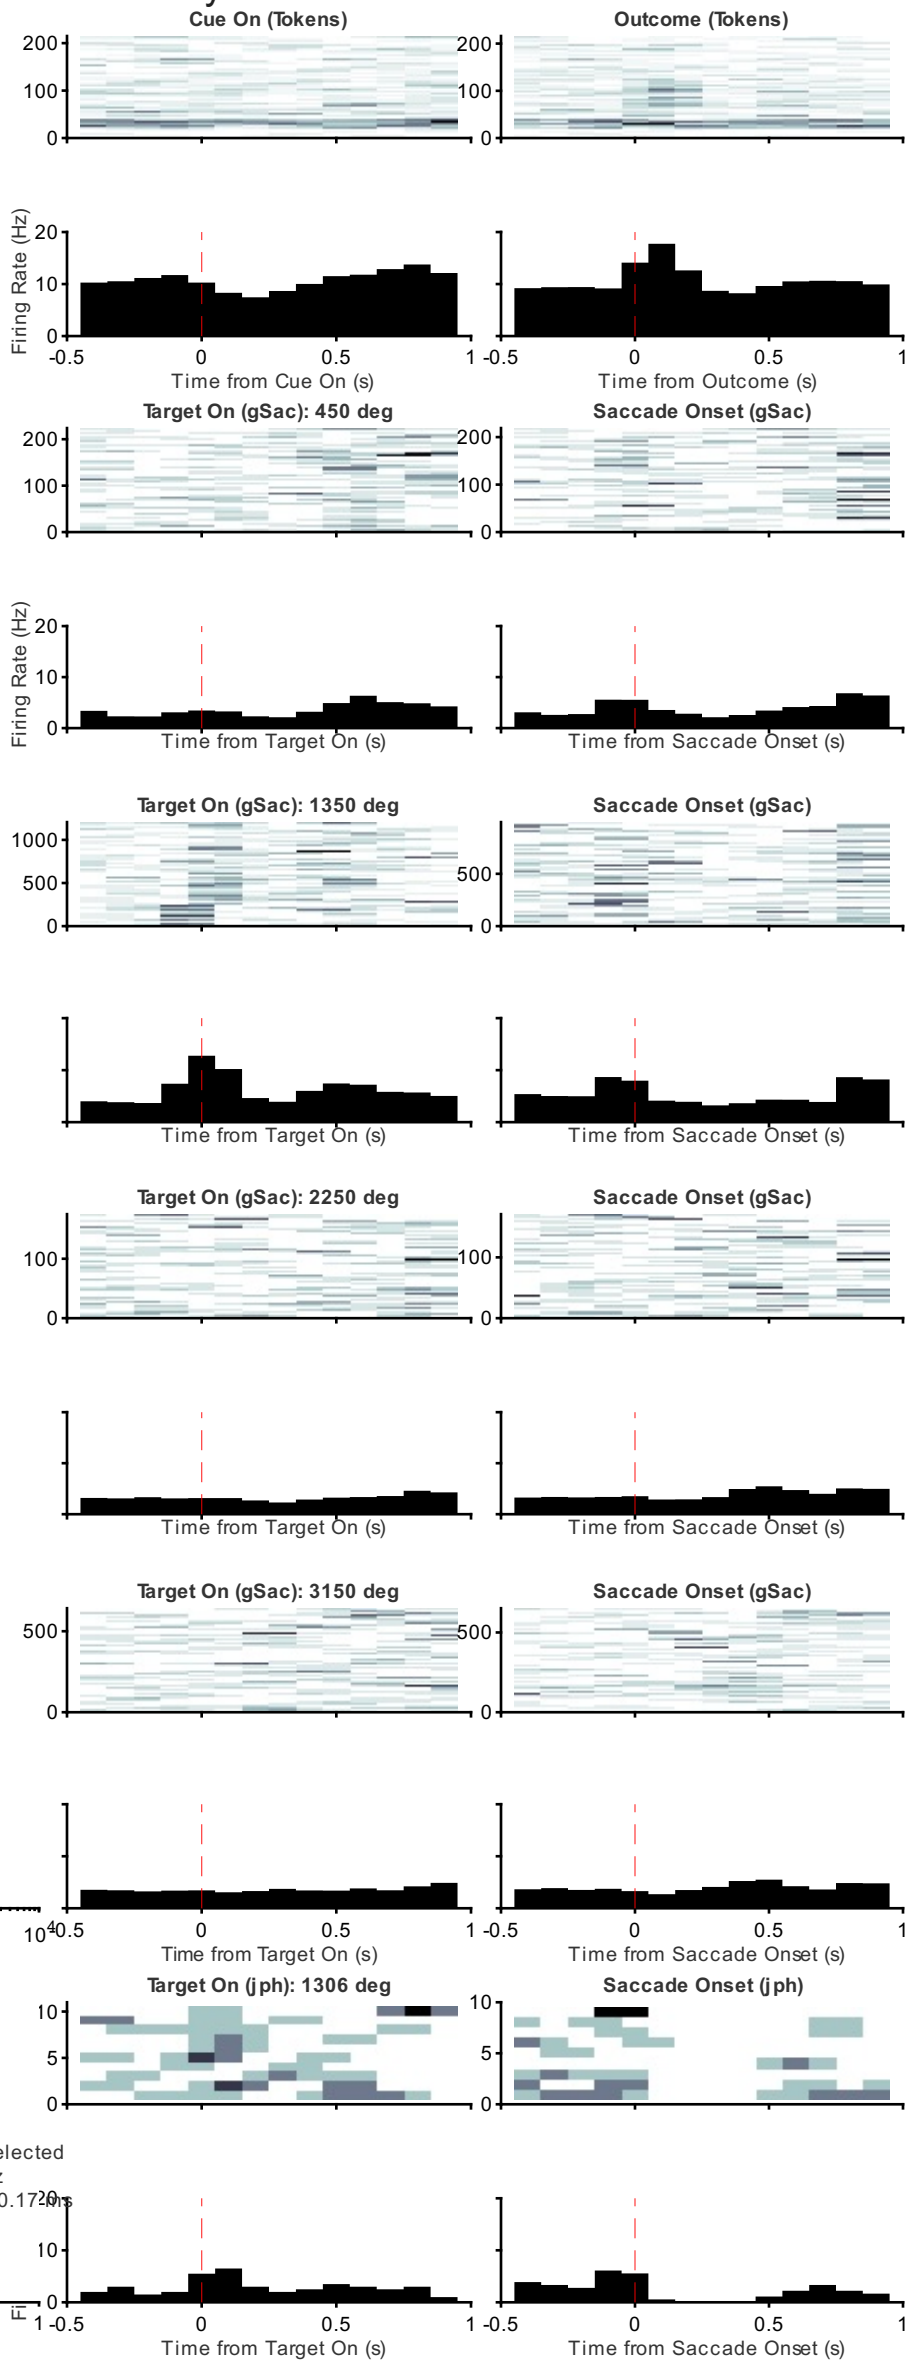 Cue On (Tokens)
Outcome (Tokens)
200
100
0
200
100
0
Firing Rate (Hz)
20
10
0
-0.5
0
0.5
1
-0.5
0
0.5
1
Time from Cue On (s)
Time from Outcome (s)
Target On (gSac): 450 deg
Saccade Onset (gSac)
200
100
0
200
100
0
Firing Rate (Hz)
20
10
0
Time from Target On (s)
Time from Saccade Onset (s)
Target On (gSac): 1350 deg
Saccade Onset (gSac)
1000
500
0
500
0
Time from Target On (s)
Time from Saccade Onset (s)
Target On (gSac): 2250 deg
Saccade Onset (gSac)
100
0
100
0
Time from Target On (s)
Time from Saccade Onset (s)
Target On (gSac): 3150 deg
Saccade Onset (gSac)
500
0
500
0
10⁴
-0.5
0
0.5
1
-0.5
0
0.5
1
Time from Target On (s)
Time from Saccade Onset (s)
Target On (jph): 1306 deg
Saccade Onset (jph)
10
5
0
10
5
0
elected
z
0.17 ms
20
10
0
Fi
1
-0.5
0
0.5
1
-0.5
0
0.5
1
Time from Target On (s)
Time from Saccade Onset (s)